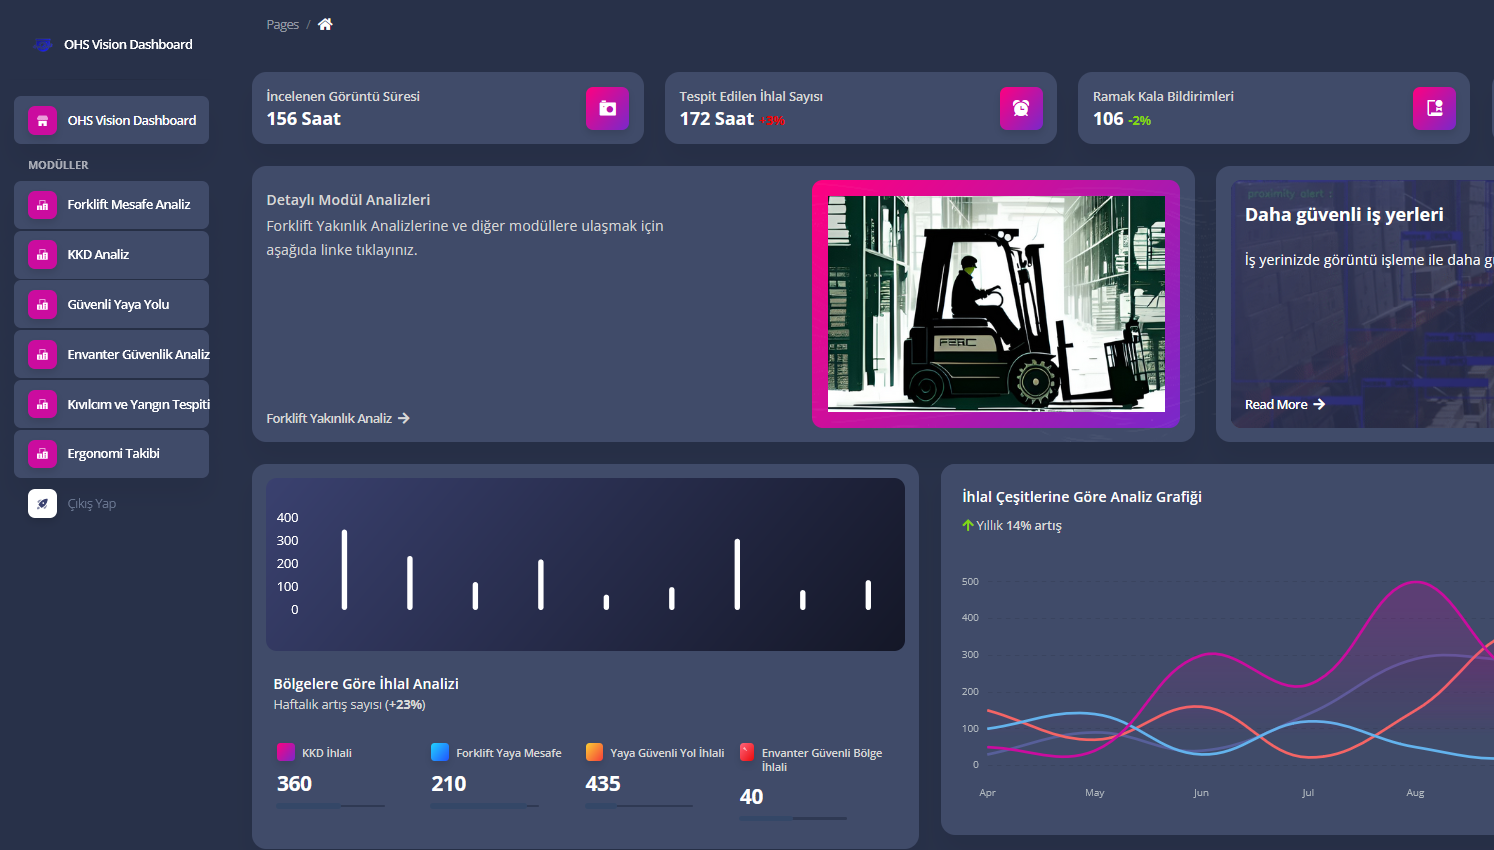 Pages / 
OHS Vision Dashboard
OHS Vision Dashboard
MODÜLLER
Forklift Mesafe Analiz
KKD Analiz
Güvenli Yaya Yolu
Envanter Güvenlik Analiz
Kıvılcım ve Yangın Tespiti
Ergonomi Takibi
Çıkış Yap
İncelenen Görüntü Süresi
156 Saat
Tespit Edilen İhlal Sayısı
172 Saat +3%
Ramak Kala Bildirimleri
106 -2%
Detaylı Modül Analizleri
Forklift Yakınlık Analizlerine ve diğer modüllere ulaşmak için
aşağıda linke tıklayınız.
Forklift Yakınlık Analiz
proximity alert :
Daha güvenli iş yerleri
İş yerinizde görüntü işleme ile daha g
Read More
400
300
200
100
0
Bölgelere Göre İhlal Analizi
Haftalık artış sayısı (+23%)
KKD İhlali
360
Forklift Yaya Mesafe
210
Yaya Güvenli Yol İhlali
435
Envanter Güvenli Bölge
İhlali
40
İhlal Çeşitlerine Göre Analiz Grafiği
Yıllık 14% artış
500
400
300
200
100
0
Apr May Jun Jul Aug